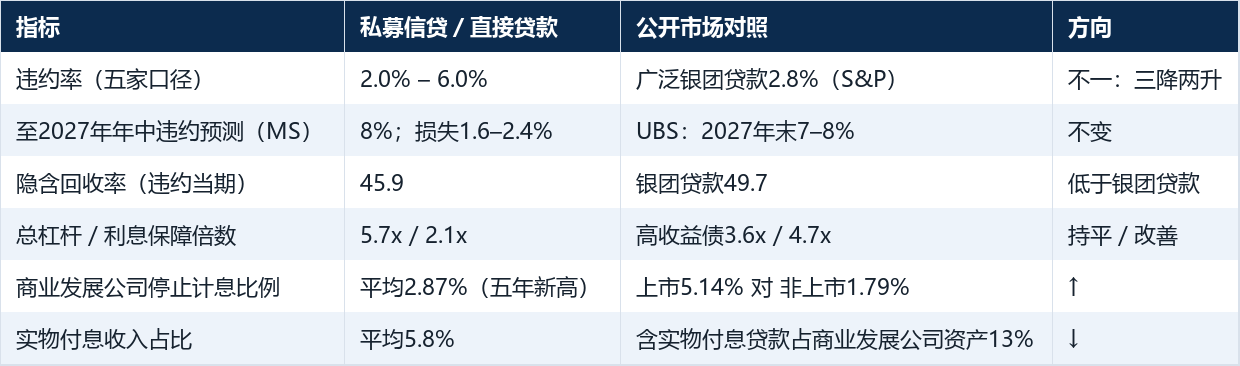 指标 私募信贷 / 直接贷款 公开市场对照 方向
违约率（五家口径） 2.0% – 6.0% 广泛银团贷款2.8%（S&P） 不一：三降两升
至2027年年中违约预测（MS） 8%；损失1.6–2.4% UBS：2027年末7–8% 不变
隐含回收率（违约当期） 45.9 银团贷款49.7 低于银团贷款
总杠杆 / 利息保障倍数 5.7x / 2.1x 高收益债3.6x / 4.7x 持平 / 改善
商业发展公司停止计息比例 平均2.87%（五年新高） 上市5.14% 对 非上市1.79% ↑
实物付息收入占比 平均5.8% 含实物付息贷款占商业发展公司资产13% ↓